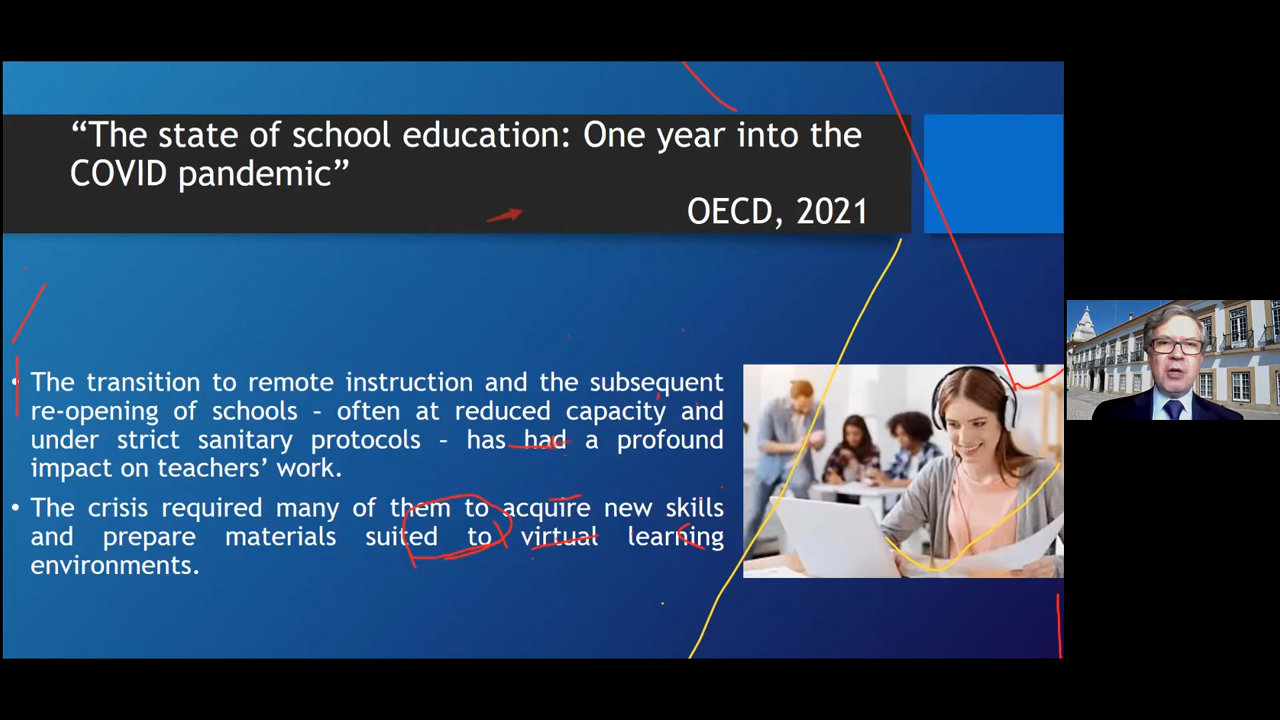 “The state of school education: One year into the
COVID pandemic”
OECD, 2021
• The transition to remote instruction and the subsequent
re-opening of schools – often at reduced capacity and
under strict sanitary protocols – has had a profound
impact on teachers’ work.
• The crisis required many of them to acquire new skills
and prepare materials suited to virtual learning
environments.